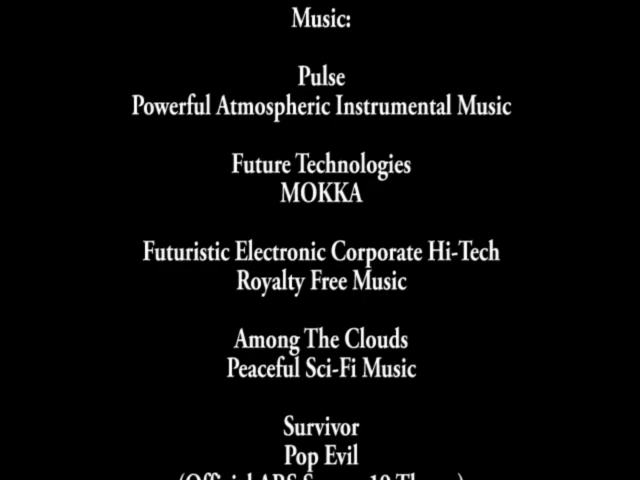 Music:
Pulse
Powerful Atmospheric Instrumental Music
Future Technologies
MOKKA
Futuristic Electronic Corporate Hi-Tech
Royalty Free Music
Among The Clouds
Peaceful Sci-Fi Music
Survivor
Pop Evil
(Official